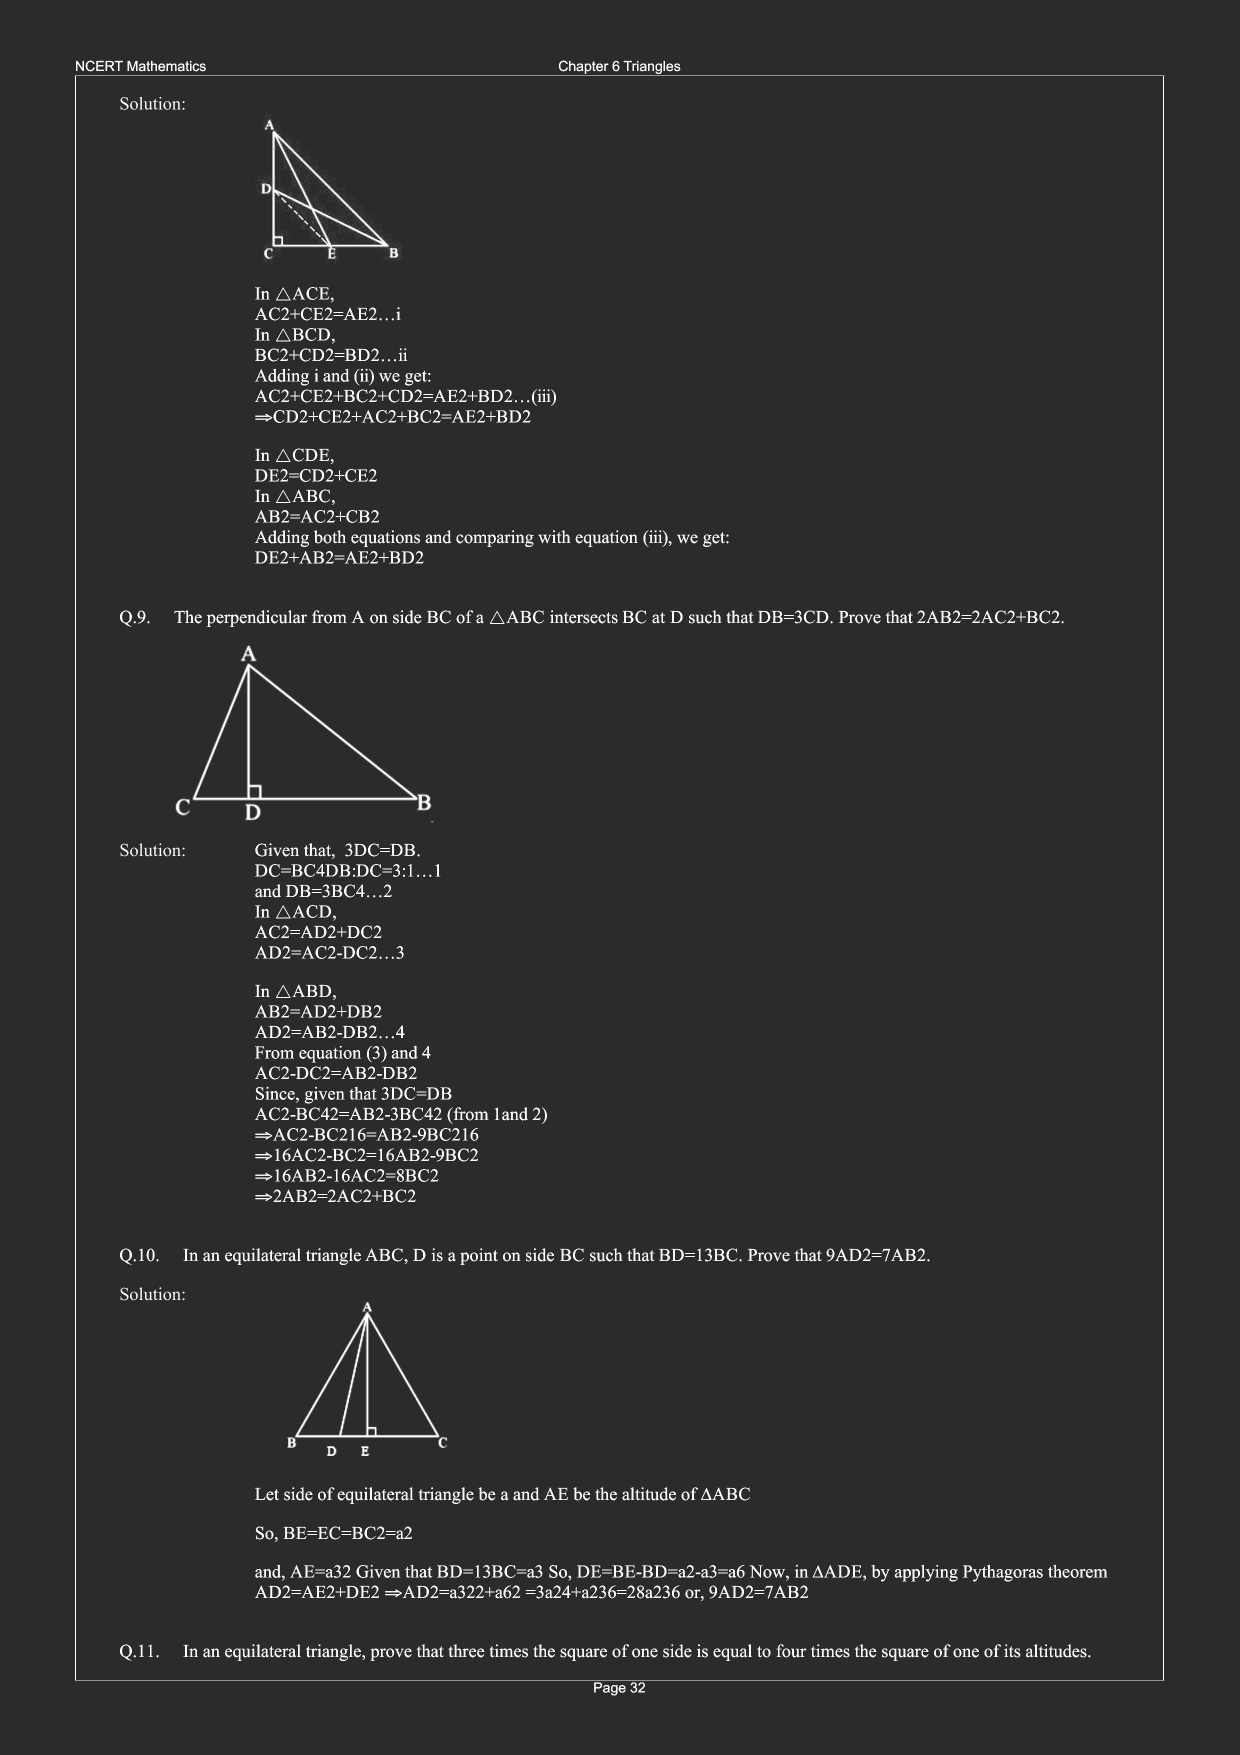 NCERT Mathematics
Chapter 6 Triangles
Solution:
A
D
C
E
B
In △ACE,
AC2+CE2=AE2…i
In △BCD,
BC2+CD2=BD2…ii
Adding i and (ii) we get:
AC2+CE2+BC2+CD2=AE2+BD2…(iii)
⇒CD2+CE2+AC2+BC2=AE2+BD2
In △CDE,
DE2=CD2+CE2
In △ABC,
AB2=AC2+CB2
Adding both equations and comparing with equation (iii), we get:
DE2+AB2=AE2+BD2
Q.9. The perpendicular from A on side BC of a △ABC intersects BC at D such that DB=3CD. Prove that 2AB2=2AC2+BC2.
A
C
D
B
Solution: Given that, 3DC=DB.
DC=BC4DB:DC=3:1…1
and DB=3BC4…2
In △ACD,
AC2=AD2+DC2
AD2=AC2-DC2…3
In △ABD,
AB2=AD2+DB2
AD2=AB2-DB2…4
From equation (3) and 4
AC2-DC2=AB2-DB2
Since, given that 3DC=DB
AC2-BC42=AB2-3BC42 (from 1and 2)
⇒AC2-BC216=AB2-9BC216
⇒16AC2-BC2=16AB2-9BC2
⇒16AB2-16AC2=8BC2
⇒2AB2=2AC2+BC2
Q.10. In an equilateral triangle ABC, D is a point on side BC such that BD=13BC. Prove that 9AD2=7AB2.
Solution:
A
B
D
E
C
Let side of equilateral triangle be a and AE be the altitude of ΔABC
So, BE=EC=BC2=a2
and, AE=a32 Given that BD=13BC=a3 So, DE=BE-BD=a2-a3=a6 Now, in ΔADE, by applying Pythagoras theorem
AD2=AE2+DE2 ⇒AD2=a322+a62 =3a24+a236=28a236 or, 9AD2=7AB2
Q.11. In an equilateral triangle, prove that three times the square of one side is equal to four times the square of one of its altitudes.
Page 32